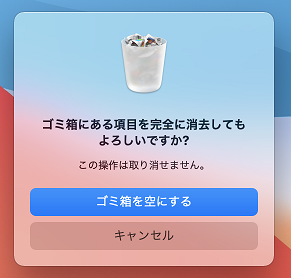 ゴミ箱にある項目を完全に消去しても
よろしいですか?
この操作は取り消せません。
ゴミ箱を空にする
キャンセル